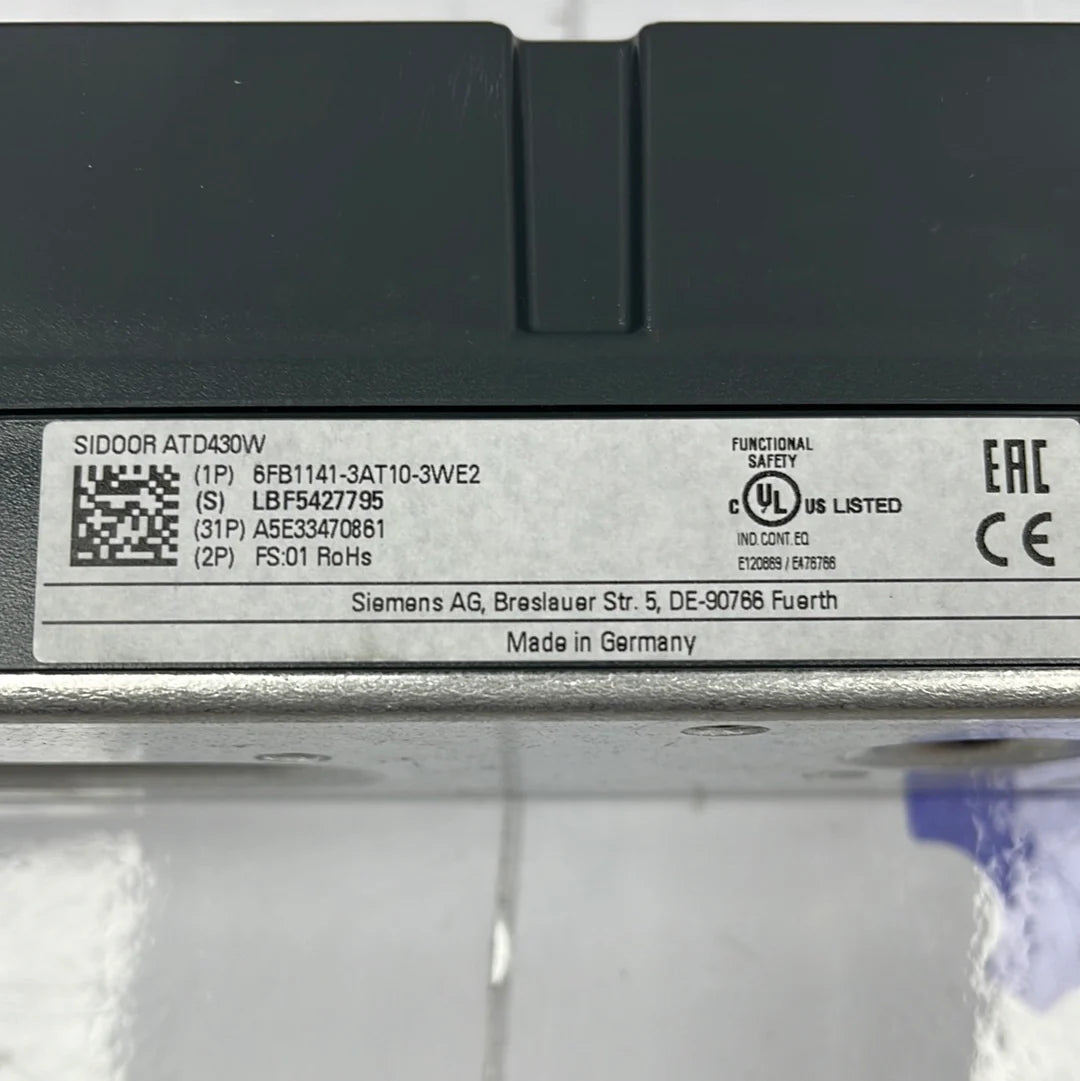 SIDOOR ATD430W
(1P) 6FB1141-3AT10-3WE2
(S) LBF5427795
(31P) A5E33470861
(2P) FS:01 RoHs
FUNCTIONAL
SAFETY
C UL US LISTED
IND.CONT.EQ
E120869 / E476766
EAC
CE
Siemens AG, Breslauer Str. 5, DE-90766 Fuerth
Made in Germany